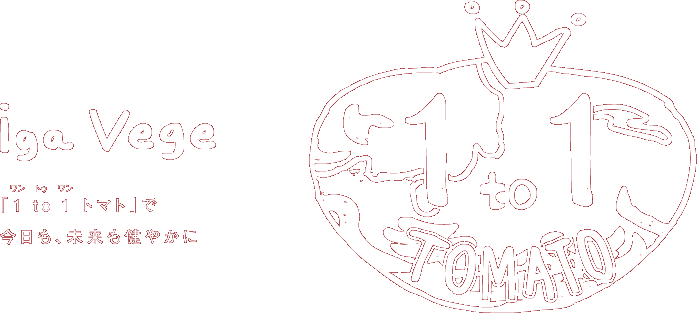 iga Vege
ワン トゥ ワン
「1 to 1 トマト」で
今日も、未来も健やかに
1 to 1
TOMATO